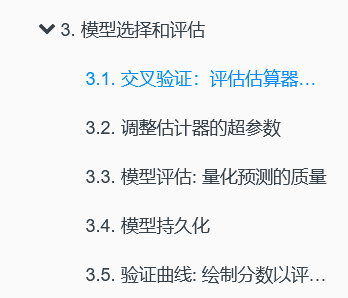 3. 模型选择和评估
3.1. 交叉验证：评估估算器…
3.2. 调整估计器的超参数
3.3. 模型评估: 量化预测的质量
3.4. 模型持久化
3.5. 验证曲线: 绘制分数以评…